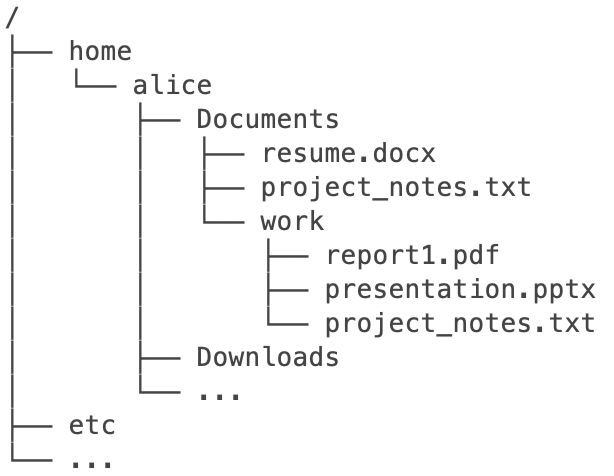 /
├── home
│   └── alice
│       ├── Documents
│       │   ├── resume.docx
│       │   ├── project_notes.txt
│       │   └── work
│       │       ├── report1.pdf
│       │       ├── presentation.pptx
│       │       └── project_notes.txt
│       ├── Downloads
│       └── ...
├── etc
└── ...